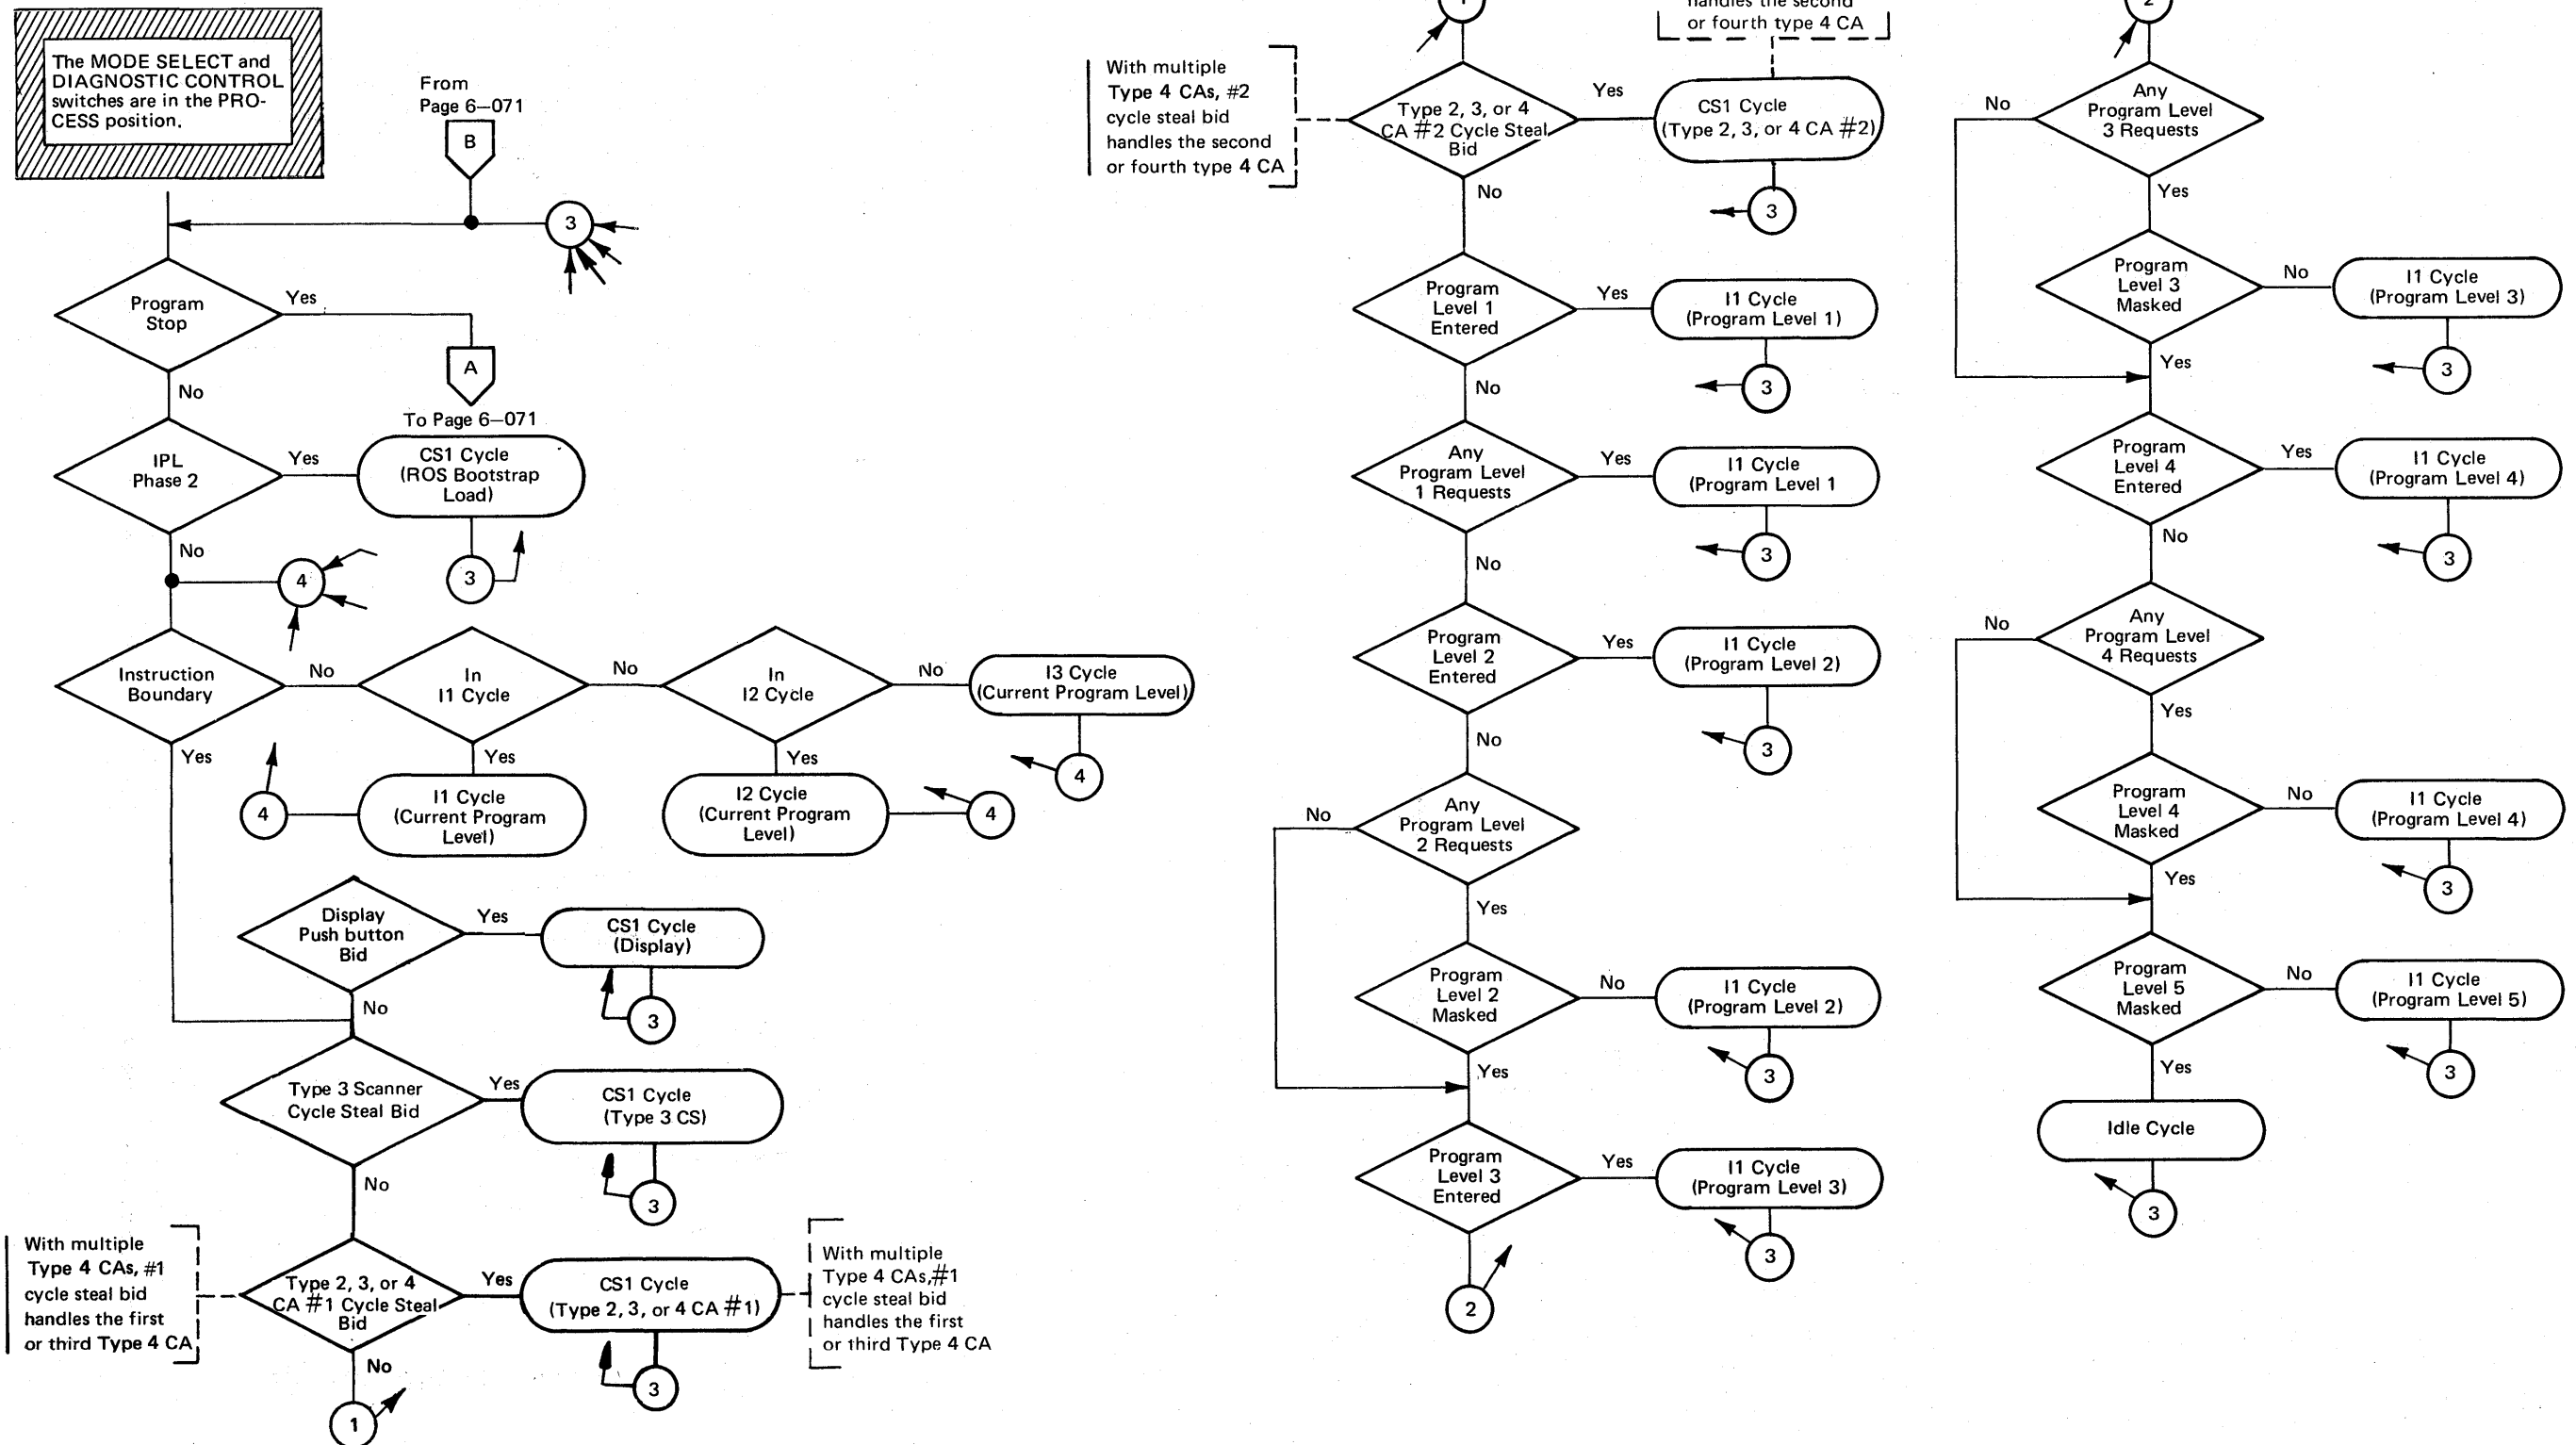 The MODE SELECT and
DIAGNOSTIC CONTROL
switches are in the PRO-
CESS position.
From
Page 6–071
B
3
Program
Stop
Yes
A
To Page 6–071
No
IPL
Phase 2
Yes
CS1 Cycle
(ROS Bootstrap
Load)
3
No
4
Instruction
Boundary
No
In
I1 Cycle
No
In
I2 Cycle
No
I3 Cycle
(Current Program Level)
4
Yes
Yes
Yes
4
I1 Cycle
(Current Program
Level)
I2 Cycle
(Current Program
Level)
4
Display
Push button
Bid
Yes
CS1 Cycle
(Display)
3
No
Type 3 Scanner
Cycle Steal Bid
Yes
CS1 Cycle
(Type 3 CS)
3
No
With multiple
Type 4 CAs, #1
cycle steal bid
handles the first
or third Type 4 CA
Type 2, 3, or 4
CA #1 Cycle Steal
Bid
Yes
CS1 Cycle
(Type 2, 3, or 4 CA #1)
With multiple
Type 4 CAs,#1
cycle steal bid
handles the first
or third Type 4 CA
3
No
1
handles the second
or fourth type 4 CA
With multiple
Type 4 CAs, #2
cycle steal bid
handles the second
or fourth type 4 CA
Type 2, 3, or 4
CA #2 Cycle Steal
Bid
Yes
CS1 Cycle
(Type 2, 3, or 4 CA #2)
3
No
Program
Level 1
Entered
Yes
I1 Cycle
(Program Level 1)
3
No
Any
Program Level
1 Requests
Yes
I1 Cycle
(Program Level 1
3
No
Program
Level 2
Entered
Yes
I1 Cycle
(Program Level 2)
3
No
Any
Program Level
2 Requests
No
Yes
Program
Level 2
Masked
No
I1 Cycle
(Program Level 2)
3
Yes
Program
Level 3
Entered
Yes
I1 Cycle
(Program Level 3)
3
2
2
Any
Program Level
3 Requests
No
Yes
Program
Level 3
Masked
No
I1 Cycle
(Program Level 3)
3
Yes
Program
Level 4
Entered
Yes
I1 Cycle
(Program Level 4)
3
No
Any
Program Level
4 Requests
No
Yes
Program
Level 4
Masked
No
I1 Cycle
(Program Level 4)
3
Yes
Program
Level 5
Masked
No
I1 Cycle
(Program Level 5)
3
Yes
Idle Cycle
3